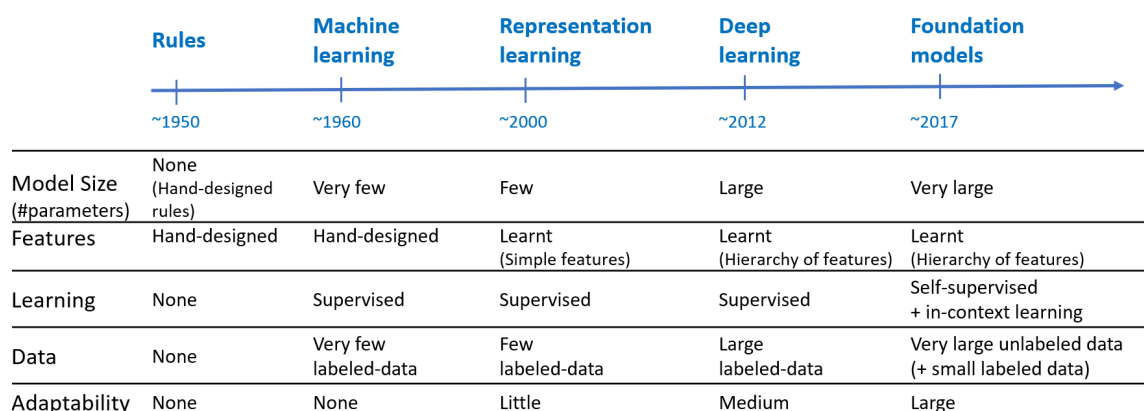 Rules
Machine
learning
Representation
learning
Deep
learning
Foundation
models
~1950
~1960
~2000
~2012
~2017
Model Size
(#parameters)
None
(Hand-designed
rules)
Very few
Few
Large
Very large
Features
Hand-designed
Hand-designed
Learnt
(Simple features)
Learnt
(Hierarchy of features)
Learnt
(Hierarchy of features)
Learning
None
Supervised
Supervised
Supervised
Self-supervised
+ in-context learning
Data
None
Very few
labeled-data
Few
labeled-data
Large
labeled-data
Very large unlabeled data
(+ small labeled data)
Adaptability
None
None
Little
Medium
Large